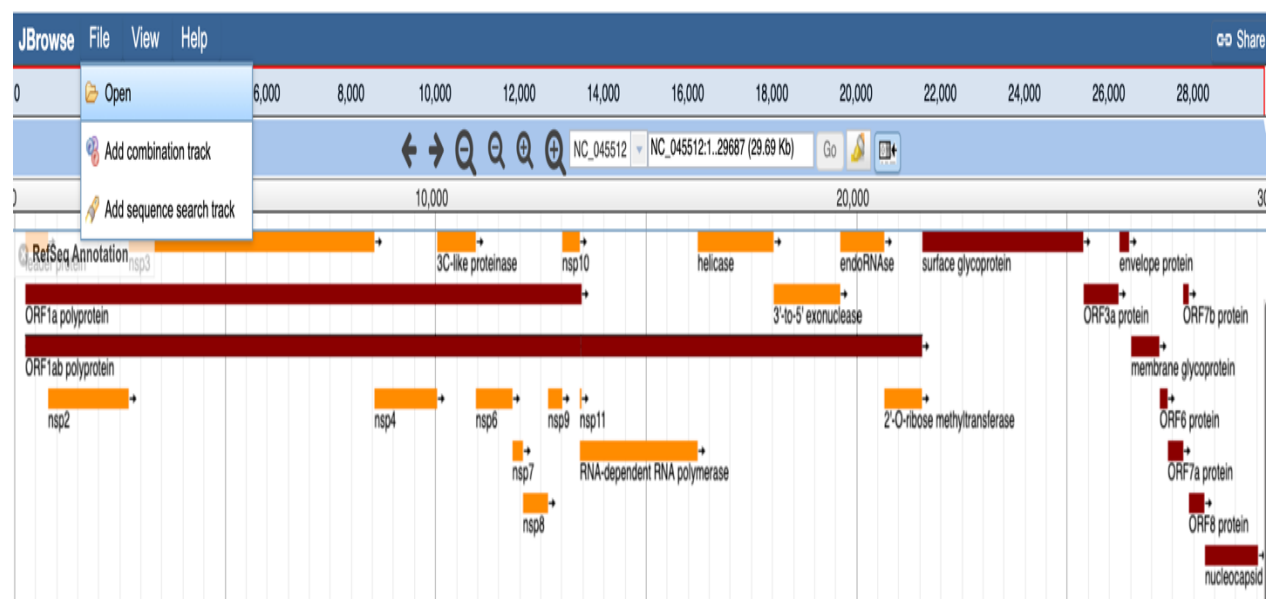 JBrowse File View Help Share
0 6,000 8,000 10,000 12,000 14,000 16,000 18,000 20,000 22,000 24,000 26,000 28,000
Open
Add combination track
Add sequence search track
NC_045512 NC_045512:1..29687 (29.69 Kb) Go
0 10,000 20,000 30
RefSeq Annotation
leader protein nsp3 3C-like proteinase nsp10 helicase endoRNAse surface glycoprotein envelope protein
ORF1a polyprotein 3'-to-5' exonuclease ORF3a protein ORF7b protein
ORF1ab polyprotein membrane glycoprotein
nsp2 nsp4 nsp6 nsp9 nsp11 2'-O-ribose methyltransferase ORF6 protein
nsp7 RNA-dependent RNA polymerase ORF7a protein
nsp8 ORF8 protein
nucleocapsid